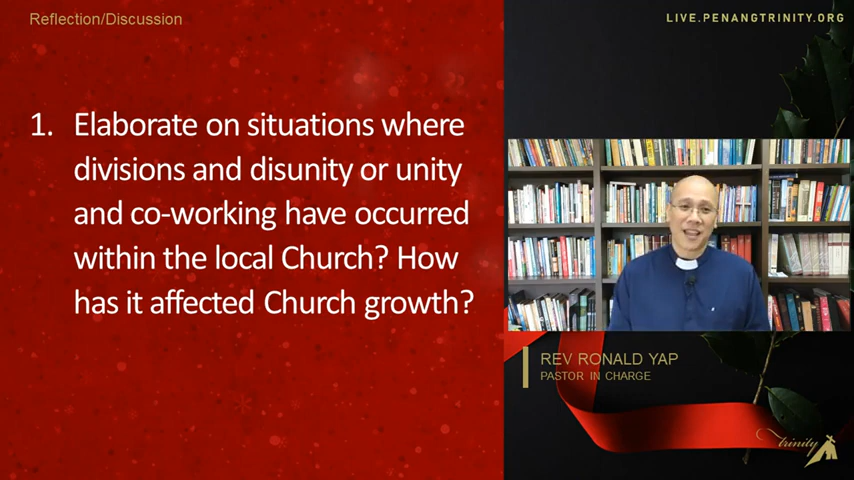 Reflection/Discussion
LIVE.PENANGTRINITY.ORG
1. Elaborate on situations where
divisions and disunity or unity
and co-working have occurred
within the local Church? How
has it affected Church growth?
REV RONALD YAP
PASTOR IN CHARGE
trinity